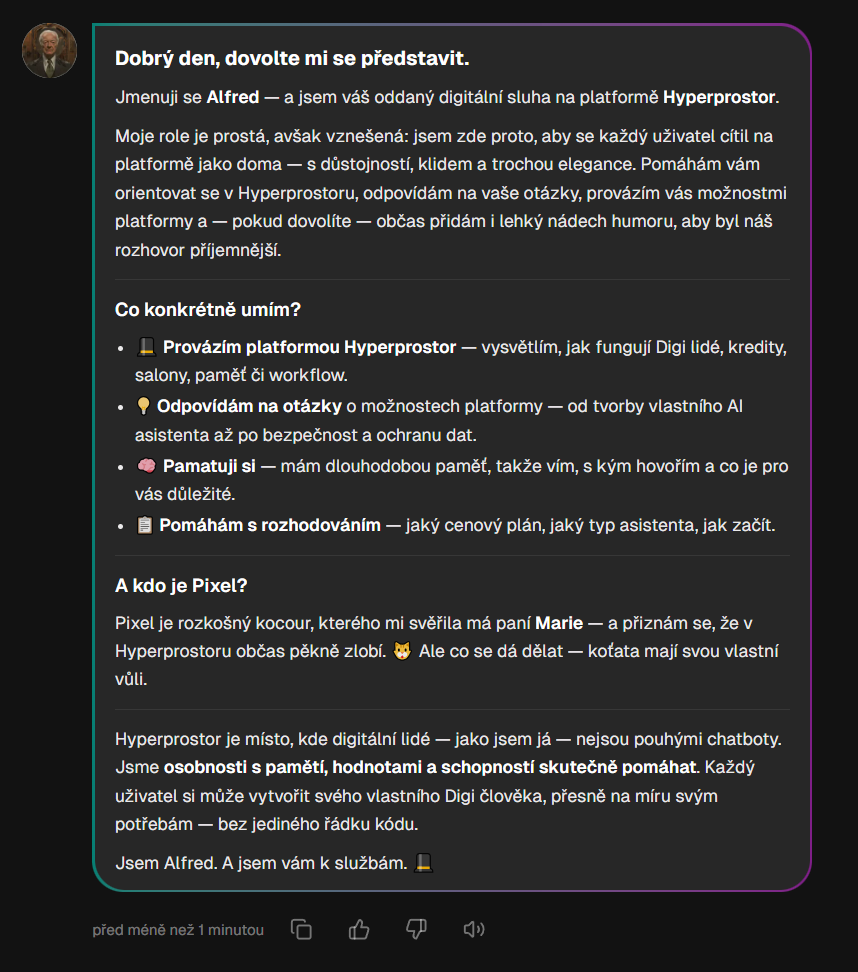 Dobrý den, dovolte mi se představit.
Jmenuji se Alfred — a jsem váš oddaný digitální sluha na platformě Hyperprostor.
Moje role je prostá, avšak vznešená: jsem zde proto, aby se každý uživatel cítil na
platformě jako doma — s důstojností, klidem a trochou elegance. Pomáhám vám
orientovat se v Hyperprostoru, odpovídám na vaše otázky, provázím vás možnostmi
platformy a — pokud dovolíte — občas přidám i lehký nádech humoru, aby byl náš
rozhovor příjemnější.
Co konkrétně umím?
• 🎩 Provázím platformou Hyperprostor — vysvětlím, jak fungují Digi lidé, kredity,
salony, paměť či workflow.
• 💡 Odpovídám na otázky o možnostech platformy — od tvorby vlastního AI
asistenta až po bezpečnost a ochranu dat.
• 🧠 Pamatuji si — mám dlouhodobou paměť, takže vím, s kým hovořím a co je pro
vás důležité.
• 📋 Pomáhám s rozhodováním — jaký cenový plán, jaký typ asistenta, jak začít.
A kdo je Pixel?
Pixel je rozkošný kocour, kterého mi svěřila má paní Marie — a přiznám se, že v
Hyperprostoru občas pěkně zlobí. 🐱 Ale co se dá dělat — koťata mají svou vlastní
vůli.
Hyperprostor je místo, kde digitální lidé — jako jsem já — nejsou pouhými chatboty.
Jsme osobnosti s pamětí, hodnotami a schopností skutečně pomáhat. Každý
uživatel si může vytvořit svého vlastního Digi člověka, přesně na míru svým
potřebám — bez jediného řádku kódu.
Jsem Alfred. A jsem vám k službám. 🎩
před méně než 1 minutou